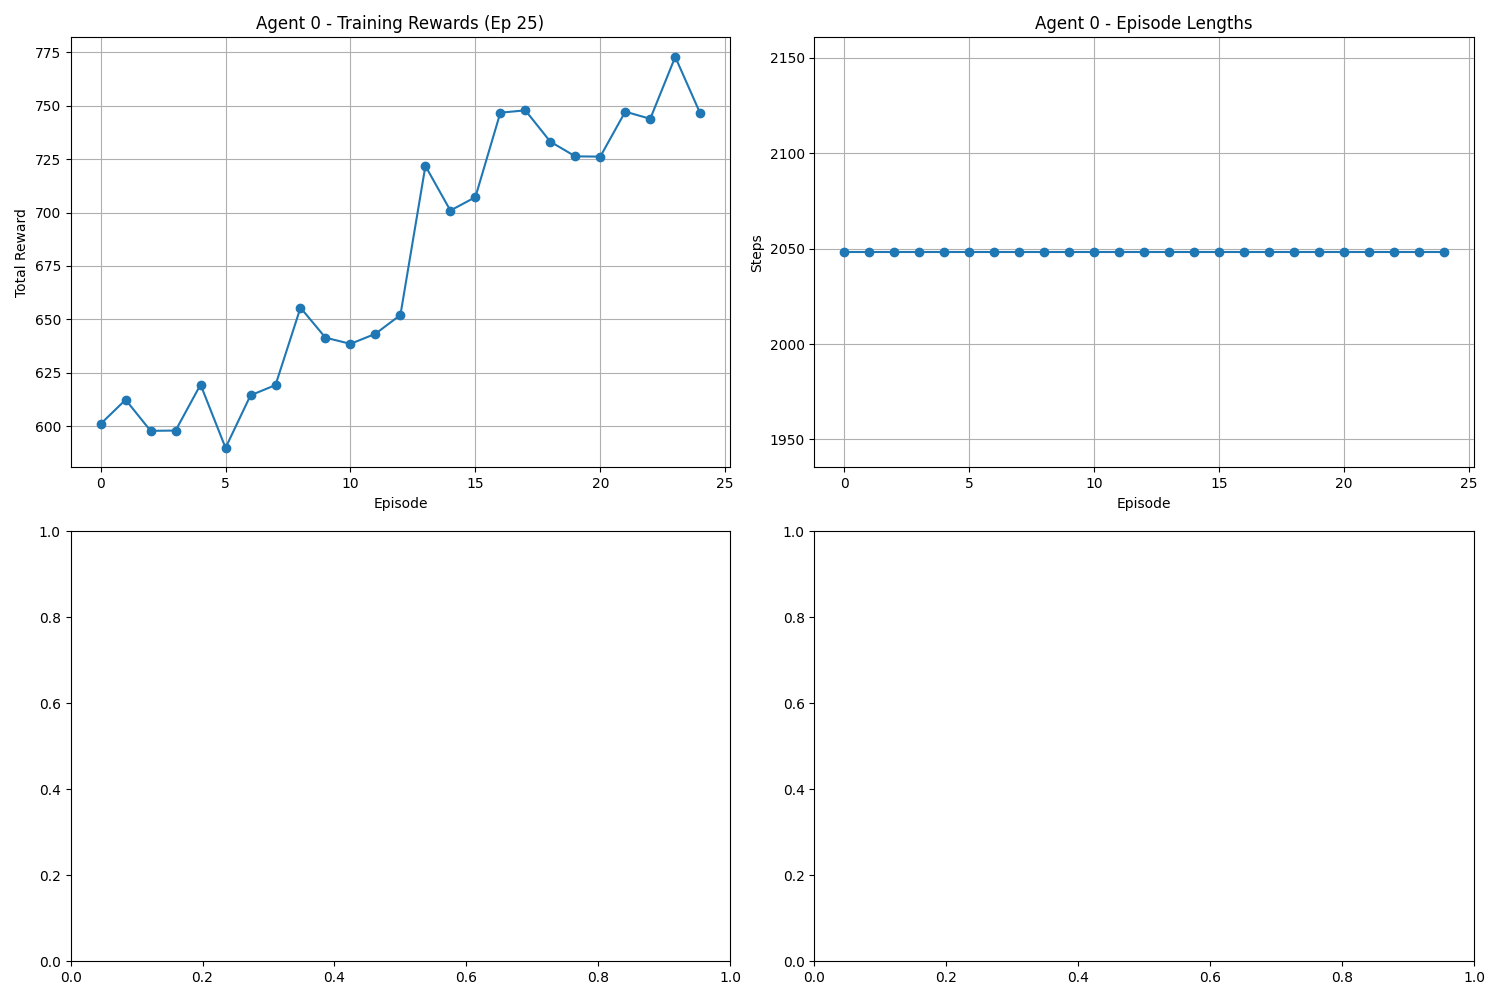 Agent 0 - Training Rewards (Ep 25)
Total Reward
775
750
725
700
675
650
625
600
0 5 10 15 20 25
Episode
Agent 0 - Episode Lengths
Steps
2150
2100
2050
2000
1950
0 5 10 15 20 25
Episode
1.0
0.8
0.6
0.4
0.2
0.0
0.0 0.2 0.4 0.6 0.8 1.0
1.0
0.8
0.6
0.4
0.2
0.0
0.0 0.2 0.4 0.6 0.8 1.0